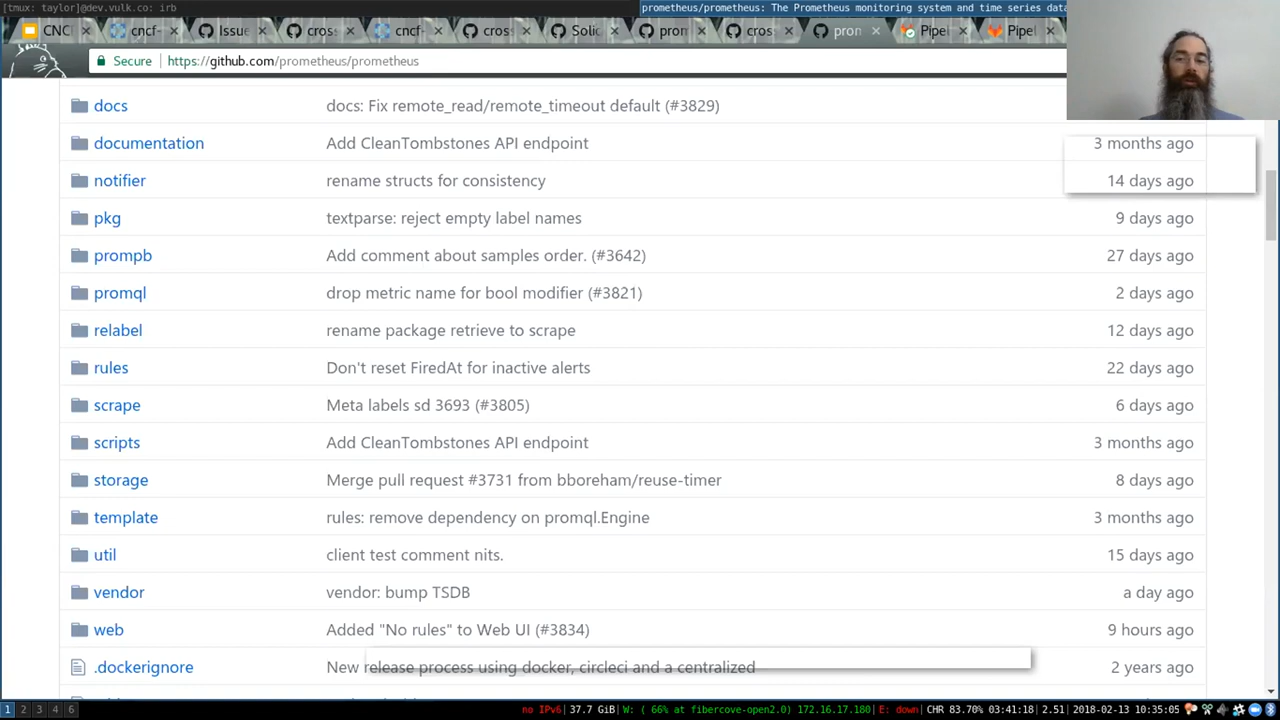 [tmux: taylor]@dev.vulk.co: irb
prometheus/prometheus: The Prometheus monitoring system and time series data
CNC cncf- Issue cros cncf- cros Solic pron cros pron Pipel Pipel
Secure https://github.com/prometheus/prometheus
docs docs: Fix remote_read/remote_timeout default (#3829)
documentation Add CleanTombstones API endpoint 3 months ago
notifier rename structs for consistency 14 days ago
pkg textparse: reject empty label names 9 days ago
prompb Add comment about samples order. (#3642) 27 days ago
promql drop metric name for bool modifier (#3821) 2 days ago
relabel rename package retrieve to scrape 12 days ago
rules Don't reset FiredAt for inactive alerts 22 days ago
scrape Meta labels sd 3693 (#3805) 6 days ago
scripts Add CleanTombstones API endpoint 3 months ago
storage Merge pull request #3731 from bboreham/reuse-timer 8 days ago
template rules: remove dependency on promql.Engine 3 months ago
util client test comment nits. 15 days ago
vendor vendor: bump TSDB a day ago
web Added "No rules" to Web UI (#3834) 9 hours ago
.dockerignore New release process using docker, circleci and a centralized 2 years ago
1 2 3 4 6 no IPv6| 37.7 GiB| W: ( 66% at fibercove-open2.0) 172.16.17.180| E: down| CHR 83.70% 03:41:18 | 2.51 | 2018-02-13 10:35:05